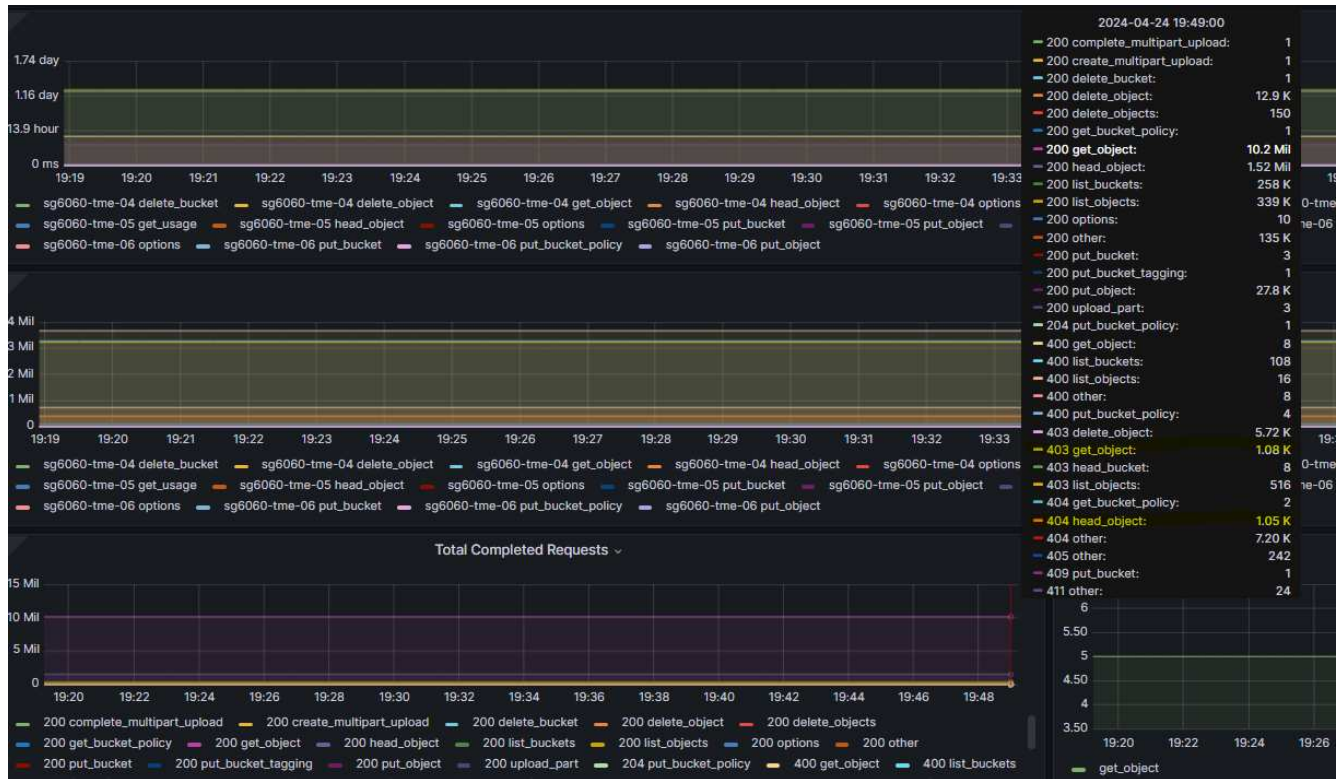 1.74 day
1.16 day
13.9 hour
0 ms
19:19 19:20 19:21 19:22 19:23 19:24 19:25 19:26 19:27 19:28 19:29 19:30 19:31 19:32 19:33
sg6060-tme-04 delete_bucket sg6060-tme-04 delete_object sg6060-tme-04 get_object sg6060-tme-04 head_object sg6060-tme-04 options
sg6060-tme-05 get_usage sg6060-tme-05 head_object sg6060-tme-05 options sg6060-tme-05 put_bucket sg6060-tme-05 put_object
sg6060-tme-06 options sg6060-tme-06 put_bucket sg6060-tme-06 put_bucket_policy sg6060-tme-06 put_object
4 Mil
3 Mil
2 Mil
1 Mil
0
19:19 19:20 19:21 19:22 19:23 19:24 19:25 19:26 19:27 19:28 19:29 19:30 19:31 19:32 19:33
sg6060-tme-04 delete_bucket sg6060-tme-04 delete_object sg6060-tme-04 get_object sg6060-tme-04 head_object sg6060-tme-04 options
sg6060-tme-05 get_usage sg6060-tme-05 head_object sg6060-tme-05 options sg6060-tme-05 put_bucket sg6060-tme-05 put_object
sg6060-tme-06 options sg6060-tme-06 put_bucket sg6060-tme-06 put_bucket_policy sg6060-tme-06 put_object
Total Completed Requests
15 Mil
10 Mil
5 Mil
0
19:20 19:22 19:24 19:26 19:28 19:30 19:32 19:34 19:36 19:38 19:40 19:42 19:44 19:46 19:48
200 complete_multipart_upload 200 create_multipart_upload 200 delete_bucket 200 delete_object 200 delete_objects
200 get_bucket_policy 200 get_object 200 head_object 200 list_buckets 200 list_objects 200 options 200 other
200 put_bucket 200 put_bucket_tagging 200 put_object 200 upload_part 204 put_bucket_policy 400 get_object 400 list_buckets
2024-04-24 19:49:00
200 complete_multipart_upload: 1
200 create_multipart_upload: 1
200 delete_bucket: 1
200 delete_object: 12.9 K
200 delete_objects: 150
200 get_bucket_policy: 1
200 get_object: 10.2 Mil
200 head_object: 1.52 Mil
200 list_buckets: 258 K
200 list_objects: 339 K
200 options: 10
200 other: 135 K
200 put_bucket: 3
200 put_bucket_tagging: 1
200 put_object: 27.8 K
200 upload_part: 3
204 put_bucket_policy: 1
400 get_object: 8
400 list_buckets: 108
400 list_objects: 16
400 other: 8
400 put_bucket_policy: 4
403 delete_object: 5.72 K
403 get_object: 1.08 K
403 head_bucket: 8
403 list_objects: 516
404 get_bucket_policy: 2
404 head_object: 1.05 K
404 other: 7.20 K
405 other: 242
409 put_bucket: 1
411 other: 24
6
5.50
5
4.50
4
3.50
19:20 19:22 19:24 19:26
get_object